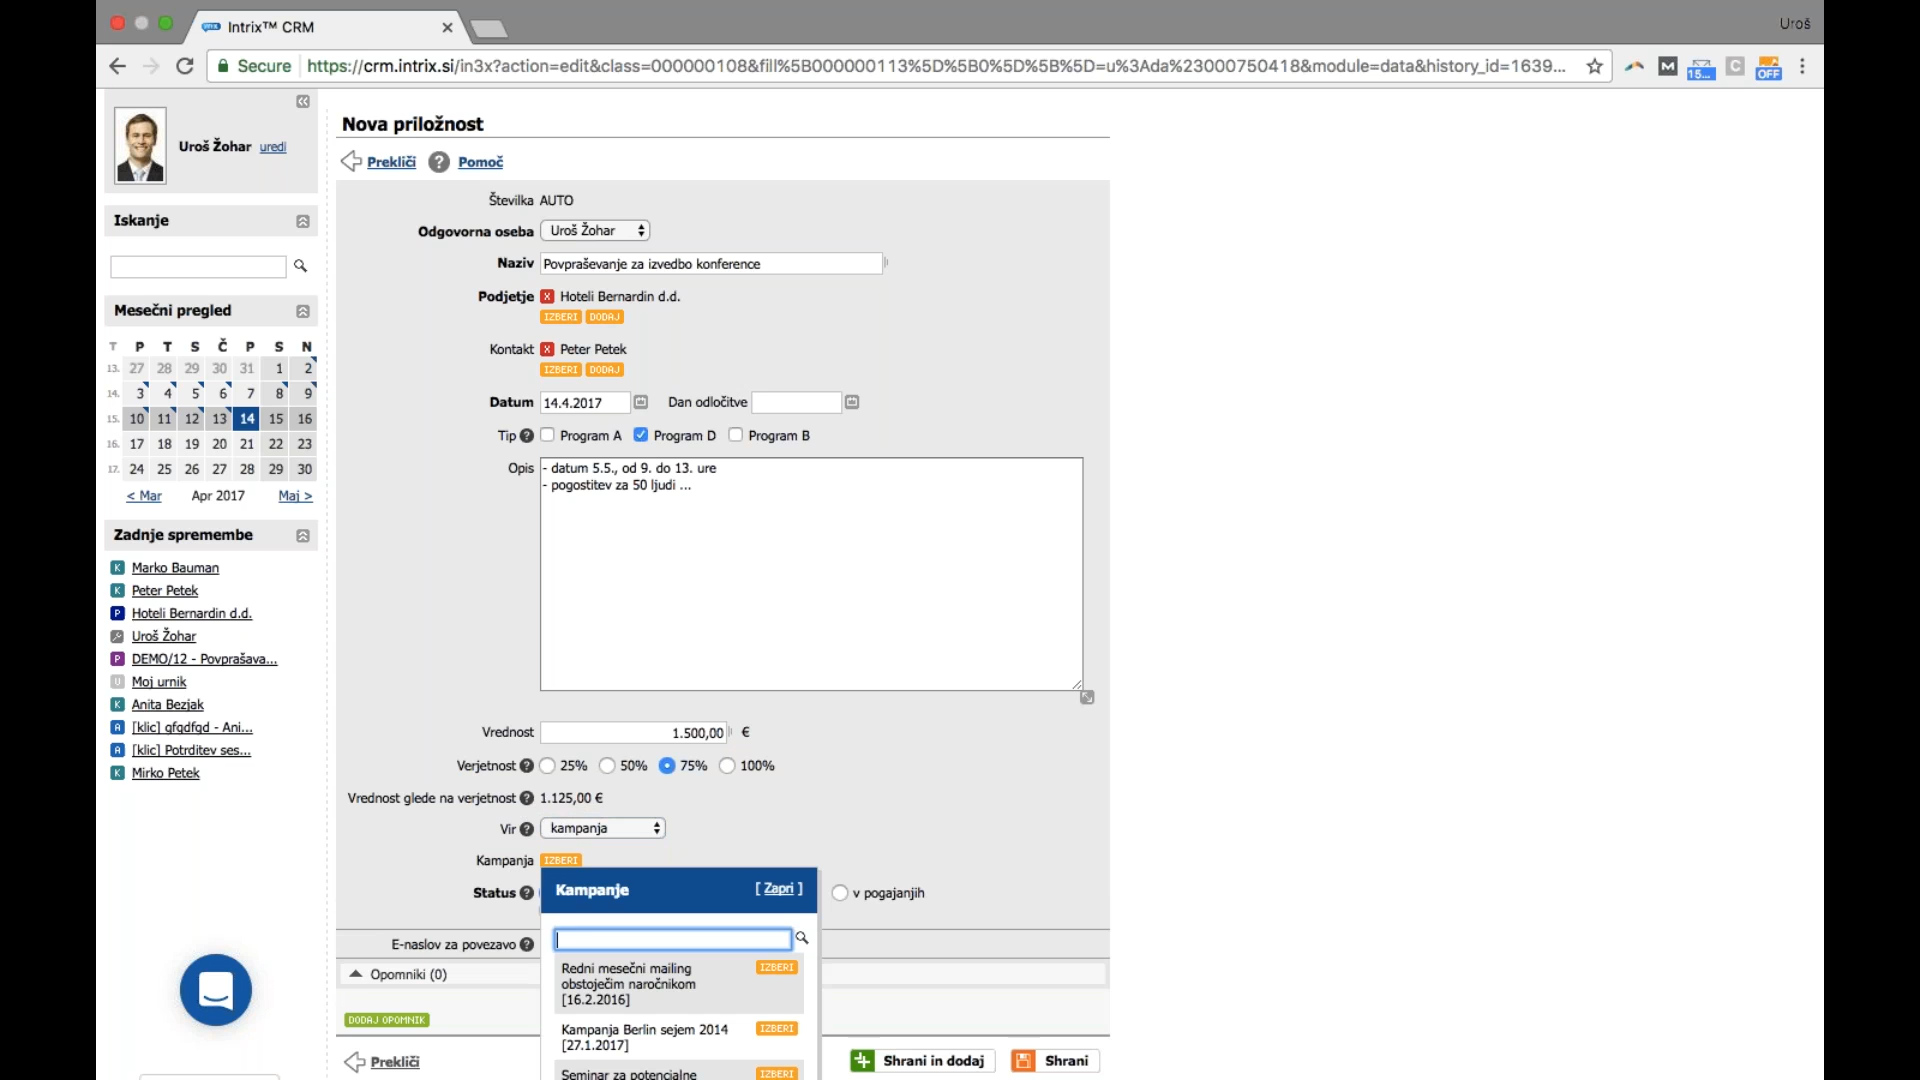 Intrix™ CRM
Uroš
Secure https://crm.intrix.si/in3x?action=edit&class=000000108&fill%5B000000113%5D%5B0%5D%5B%5D=u%3Ada%23000750418&module=data&history_id=1639...
M 15... C OFF
Uroš Žohar uredi
Iskanje
Mesečni pregled
T P T S Č P S N
13. 27 28 29 30 31 1 2
14. 3 4 5 6 7 8 9
15. 10 11 12 13 14 15 16
16. 17 18 19 20 21 22 23
17. 24 25 26 27 28 29 30
< Mar Apr 2017 Maj >
Zadnje spremembe
K Marko Bauman
K Peter Petek
P Hoteli Bernardin d.d.
Uroš Žohar
P DEMO/12 - Povprašava...
U Moj urnik
K Anita Bezjak
A [klic] gfgdfgd - Ani...
A [klic] Potrditev ses...
K Mirko Petek
Nova priložnost
Prekliči ? Pomoč
Številka AUTO
Odgovorna oseba Uroš Žohar
Naziv Povpraševanje za izvedbo konference
Podjetje X Hoteli Bernardin d.d.
IZBERI DODAJ
Kontakt X Peter Petek
IZBERI DODAJ
Datum 14.4.2017 Dan odločitve
Tip ? Program A Program D Program B
Opis - datum 5.5., od 9. do 13. ure
- pogostitev za 50 ljudi ...
Vrednost 1.500,00 €
Verjetnost ? 25% 50% 75% 100%
Vrednost glede na verjetnost ? 1.125,00 €
Vir ? kampanja
Kampanja IZBERI
Status ? v pogajanjih
Kampanje [ Zapri ]
Redni mesečni mailing IZBERI
obstoječim naročnikom
[16.2.2016]
Kampanja Berlin sejem 2014 IZBERI
[27.1.2017]
Seminar za potencialne IZBERI
E-naslov za povezavo ?
Opomniki (0)
DODAJ OPOMNIK
Prekliči
Shrani in dodaj Shrani